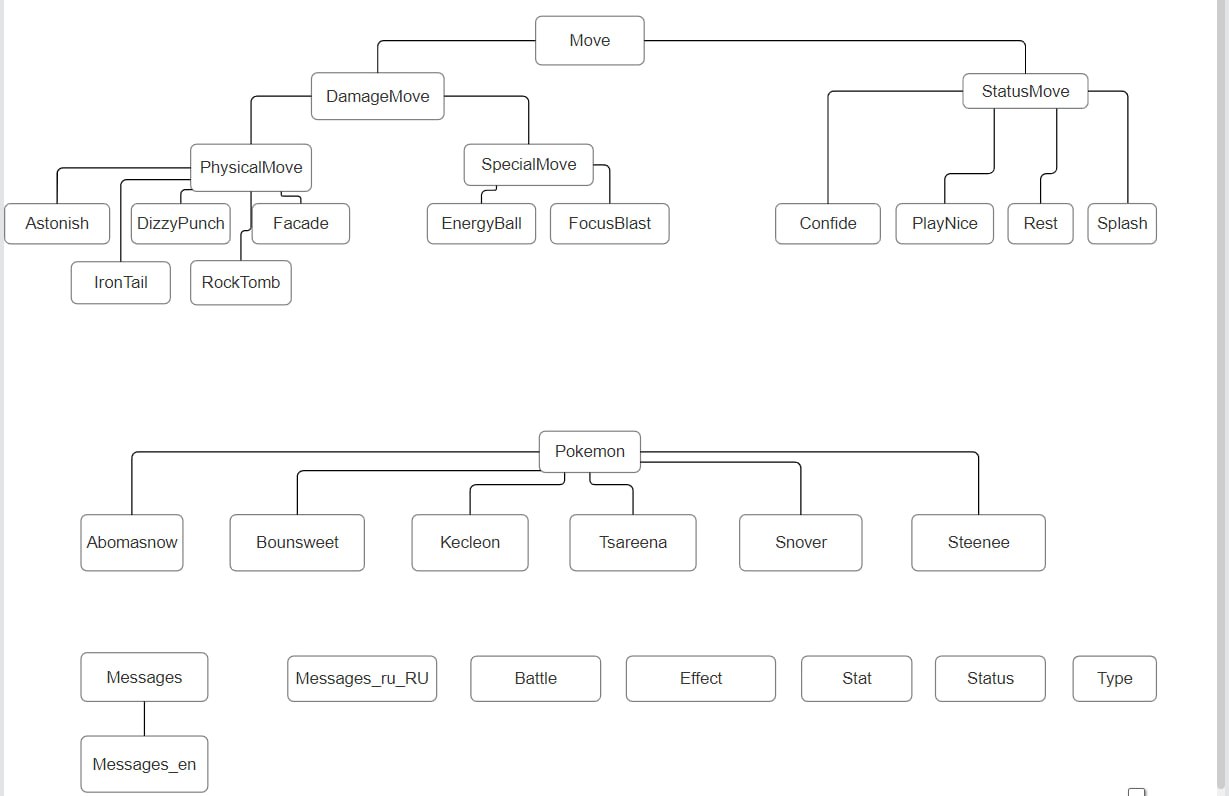 Move
DamageMove
StatusMove
PhysicalMove
SpecialMove
Astonish
DizzyPunch
Facade
EnergyBall
FocusBlast
Confide
PlayNice
Rest
Splash
IronTail
RockTomb
Pokemon
Abomasnow
Bounsweet
Kecleon
Tsareena
Snover
Steenee
Messages
Messages_ru_RU
Battle
Effect
Stat
Status
Type
Messages_en